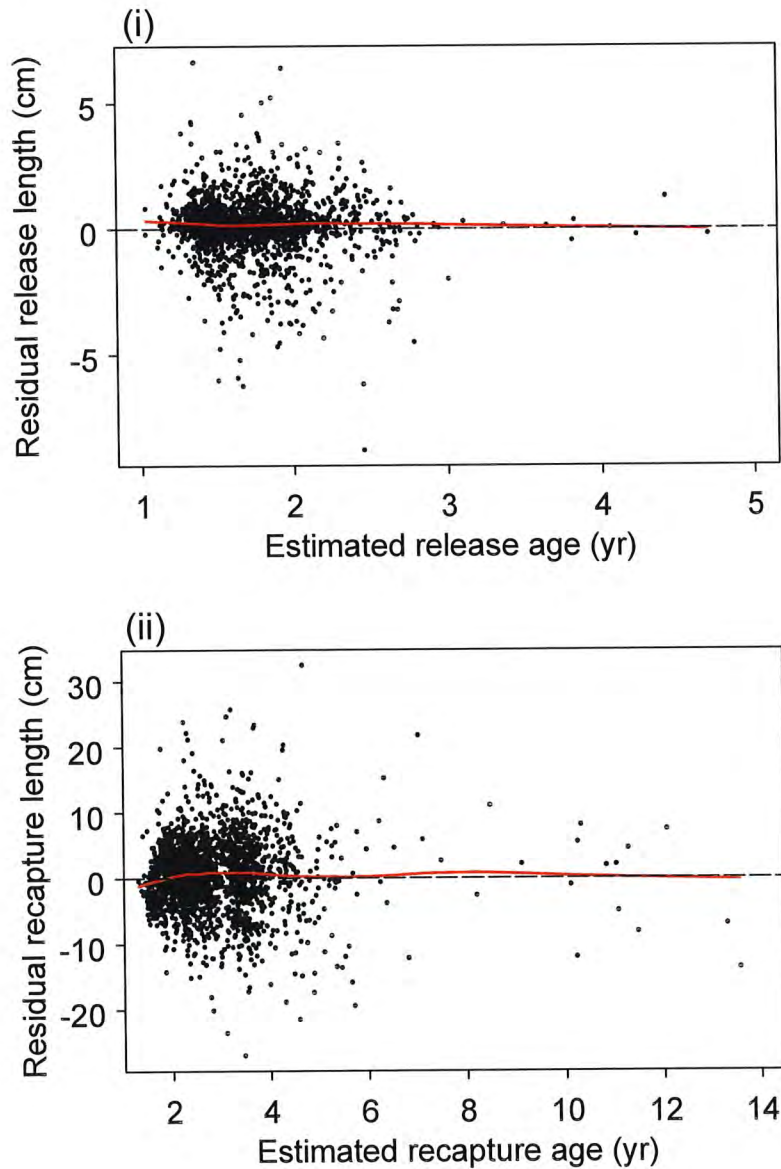 (i)
Residual release length (cm)
5
0
-5
1 2 3 4 5
Estimated release age (yr)
(ii)
Residual recapture length (cm)
30
20
10
0
-10
-20
2 4 6 8 10 12 14
Estimated recapture age (yr)